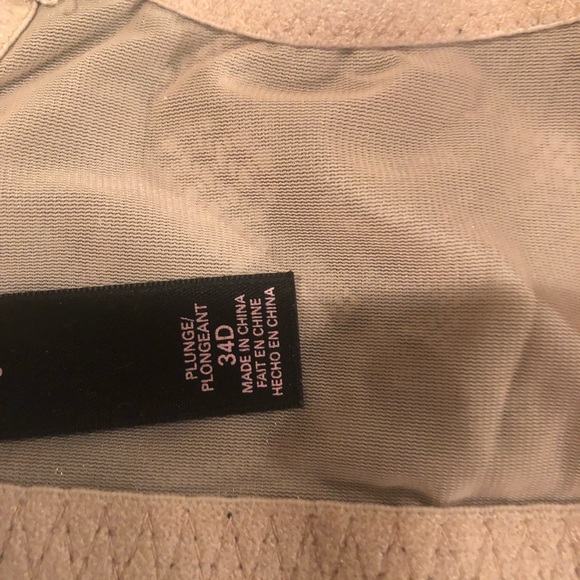 PLUNGE/
PLONGEANT
34D
MADE IN CHINA
FAIT EN CHINE
HECHO EN CHINA